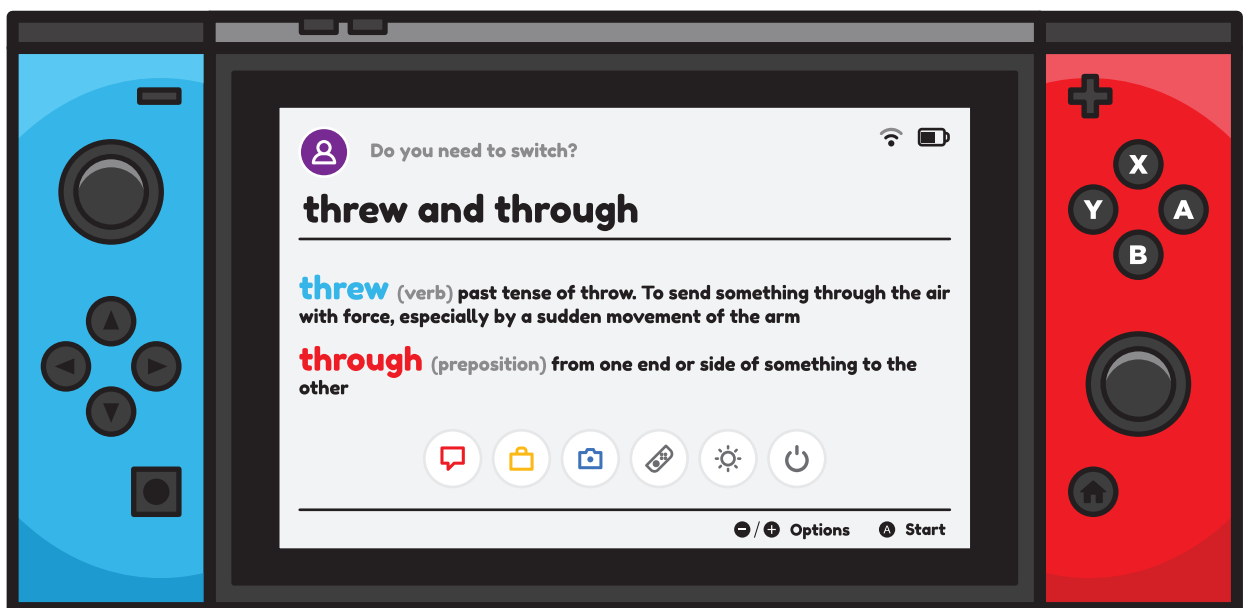 Do you need to switch?
threw and through
threw (verb) past tense of throw. To send something through the air
with force, especially by a sudden movement of the arm
through (preposition) from one end or side of something to the
other
X
Y
A
B
/ Options A Start